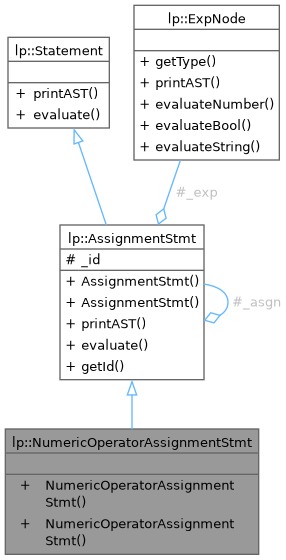 lp::ExpNode
+ getType()
+ printAST()
+ evaluateNumber()
+ evaluateBool()
+ evaluateString()
lp::Statement
+ printAST()
+ evaluate()
#_exp
lp::AssignmentStmt
# _id
+ AssignmentStmt()
+ AssignmentStmt()
+ printAST()
+ evaluate()
+ getId()
#_asgn
lp::NumericOperatorAssignmentStmt
+ NumericOperatorAssignment
Stmt()
+ NumericOperatorAssignment
Stmt()